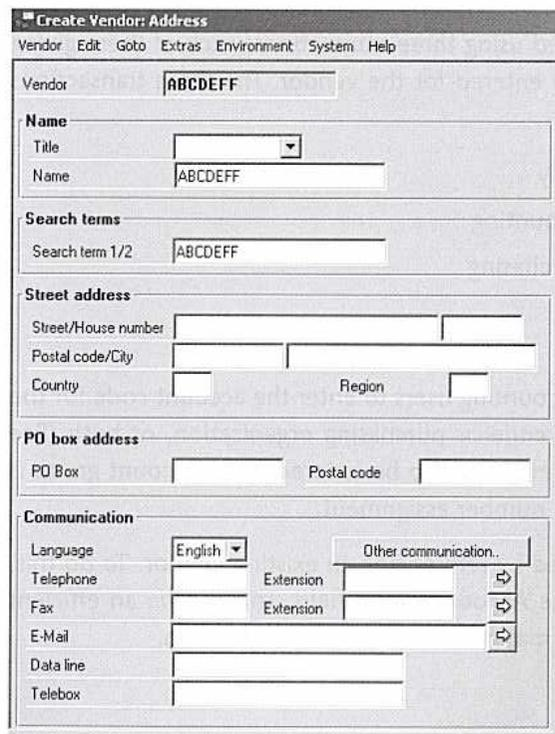 Create Vendor: Address
Vendor Edit Goto Extras Environment System Help
Vendor ABCDEFF
Name
Title
Name ABCDEFF
Search terms
Search term 1/2 ABCDEFF
Street address
Street/House number
Postal code/City
Country Region
PO box address
PO Box Postal code
Communication
Language English Other communication..
Telephone Extension
Fax Extension
E-Mail
Data line
Telebox